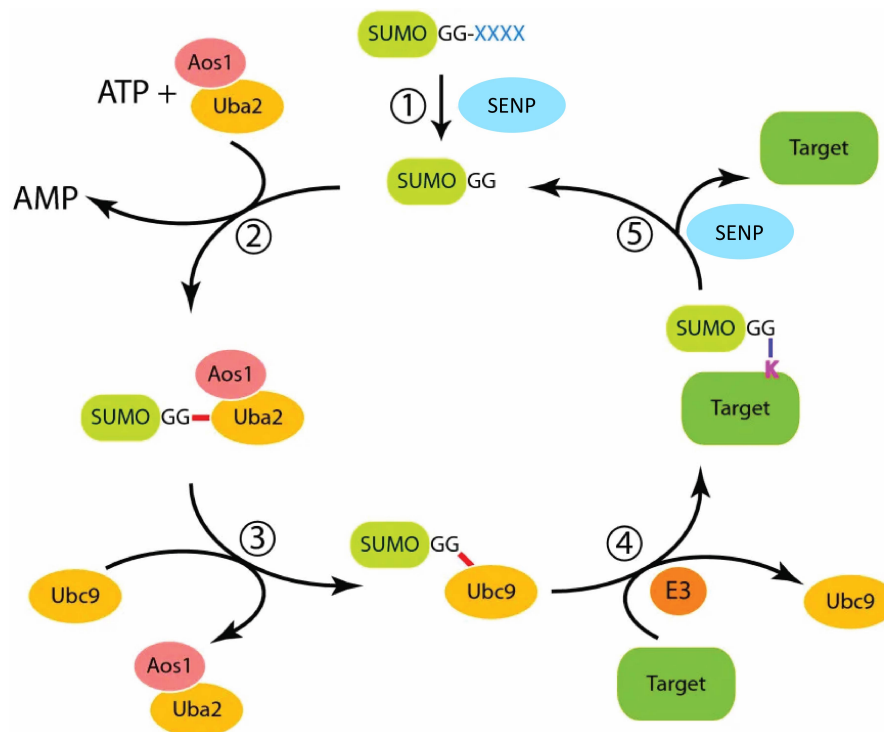 SUMO GG-XXXX
Aos1
ATP +
Uba2
1
SENP
Target
SUMO GG
AMP
2
5
SENP
SUMO GG
K
Aos1
Target
SUMO GG
Uba2
3
4
SUMO GG
Ubc9
Ubc9
E3
Ubc9
Aos1
Target
Uba2